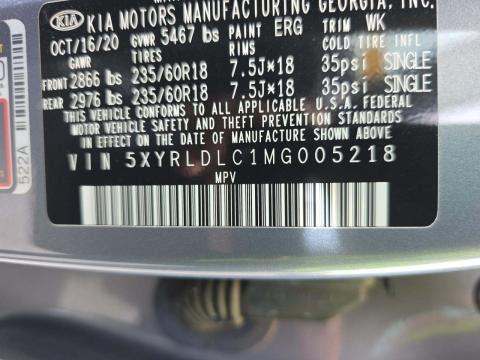 KIA KIA MOTORS MANUFACTURING GEORGIA, INC.
OCT/16/20 GVWR 5467 lbs PAINT ERG TRIM WK
GAWR TIRES RIMS COLD TIRE INFL
FRONT 2866 lbs 235/60R18 7.5J×18 35psi SINGLE
REAR 2976 lbs 235/60R18 7.5J×18 35psi SINGLE
THIS VEHICLE CONFORMS TO ALL APPLICABLE U.S.A. FEDERAL
MOTOR VEHICLE SAFETY AND THEFT PREVENTION STANDARDS
IN EFFECT ON THE DATE OF MANUFACTURE SHOWN ABOVE.
VIN 5XYRLDLC1MG005218
MPV
522A